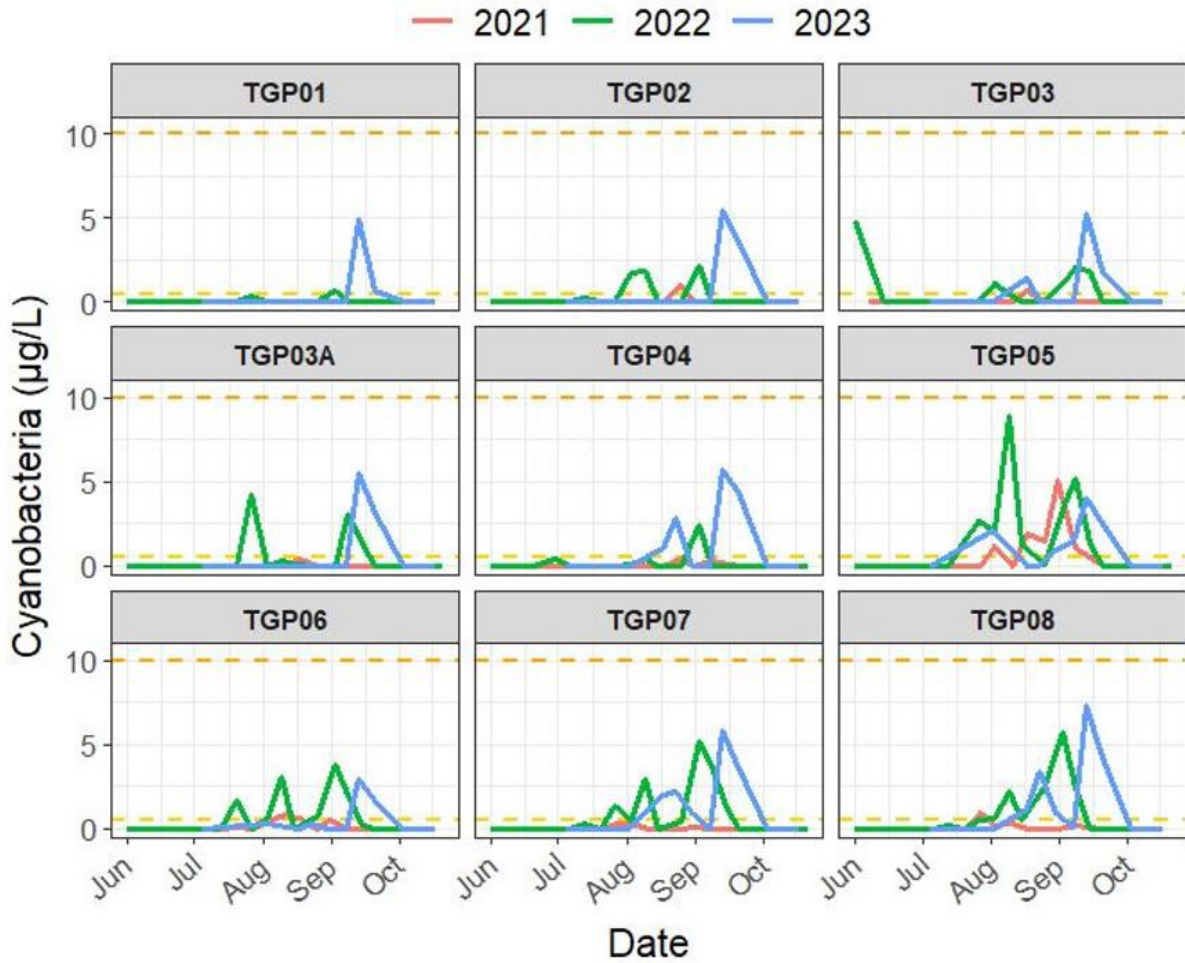 2021 2022 2023
TGP01 TGP02 TGP03
10
5
0
TGP03A TGP04 TGP05
10
5
0
TGP06 TGP07 TGP08
10
5
0
Cyanobacteria (µg/L)
Jun Jul Aug Sep Oct Jun Jul Aug Sep Oct Jun Jul Aug Sep Oct
Date